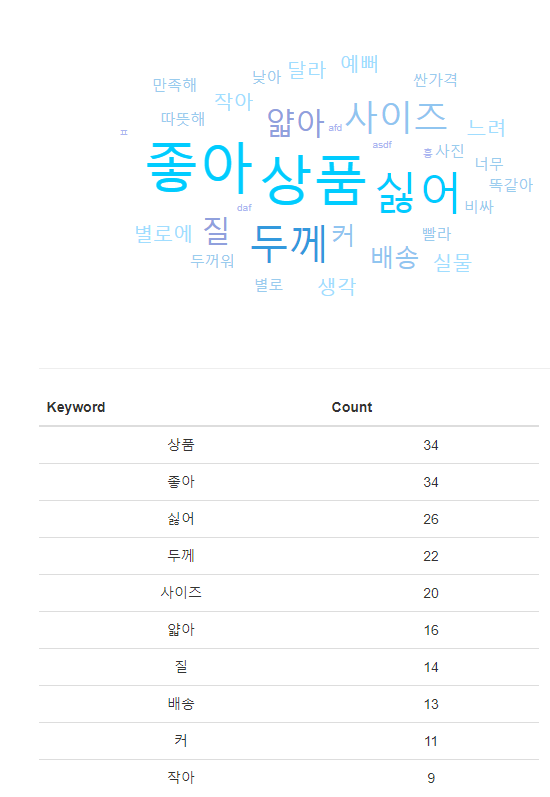 예뻐
달라
낮아
싼가격
만족해
작아
사이즈
얇아
따뜻해
afd
느려
ㅍ
asdf
좋아
상품
홍
사진
너무
싫어
똑같아
daf
비싸
별로에
질
두께
커
빨라
배송
두꺼워
실물
별로
생각
Keyword Count
상품 34
좋아 34
싫어 26
두께 22
사이즈 20
얇아 16
질 14
배송 13
커 11
작아 9